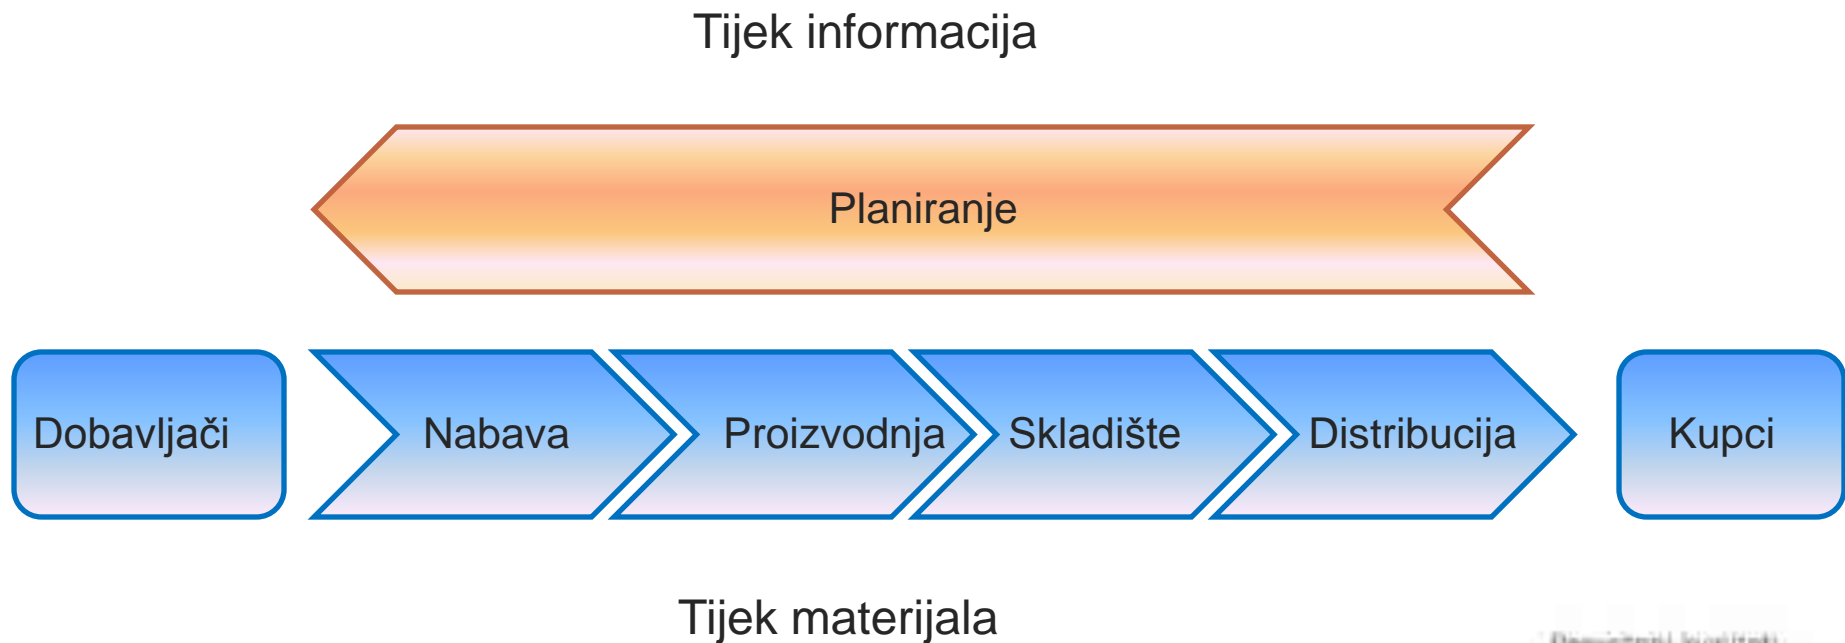 Tijek informacija
Planiranje
Dobavljači
Nabava
Proizvodnja
Skladište
Distribucija
Kupci
Tijek materijala